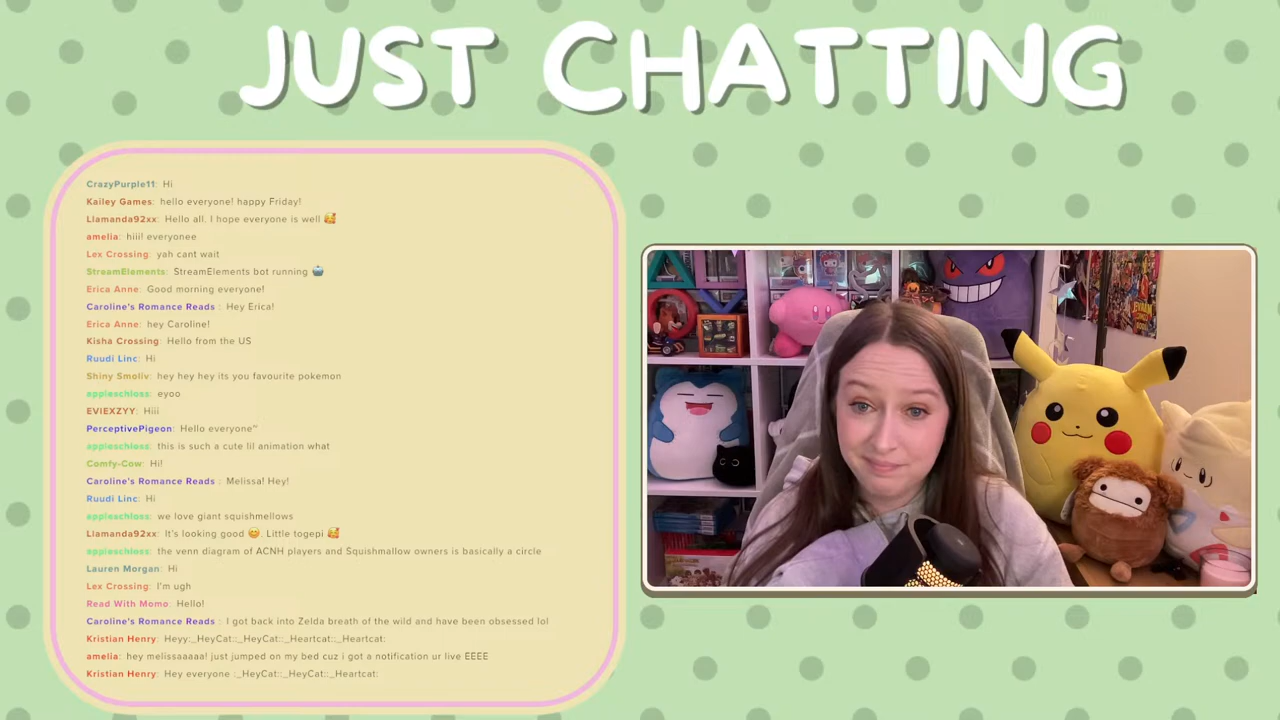 JUST CHATTING
CrazyPurple11: Hi
Kailey Games: hello everyone! happy Friday!
Llamanda92xx: Hello all. I hope everyone is well 🥰
amelia: hiii! everyonee
Lex Crossing: yah cant wait
StreamElements: StreamElements bot running
Erica Anne: Good morning everyone!
Caroline's Romance Reads : Hey Erica!
Erica Anne: hey Caroline!
Kisha Crossing: Hello from the US
Ruudi Linc: Hi
Shiny Smoliv: hey hey hey its you favourite pokemon
appleschloss: eyoo
EVIEXZYY: Hiii
PerceptivePigeon: Hello everyone~
appleschloss: this is such a cute lil animation what
Comfy-Cow: Hi!
Caroline's Romance Reads : Melissa! Hey!
Ruudi Linc: Hi
appleschloss: we love giant squishmellows
Llamanda92xx: It's looking good 😊. Little togepi 🥰
appleschloss: the venn diagram of ACNH players and Squishmallow owners is basically a circle
Lauren Morgan: Hi
Lex Crossing: I'm ugh
Read With Momo: Hello!
Caroline's Romance Reads : I got back into Zelda breath of the wild and have been obsessed lol
Kristian Henry: Heyy:_HeyCat::_HeyCat::_Heartcat::_Heartcat:
amelia: hey melissaaaaa! just jumped on my bed cuz i got a notification ur live EEEE
Kristian Henry: Hey everyone :_HeyCat::_HeyCat::_Heartcat: